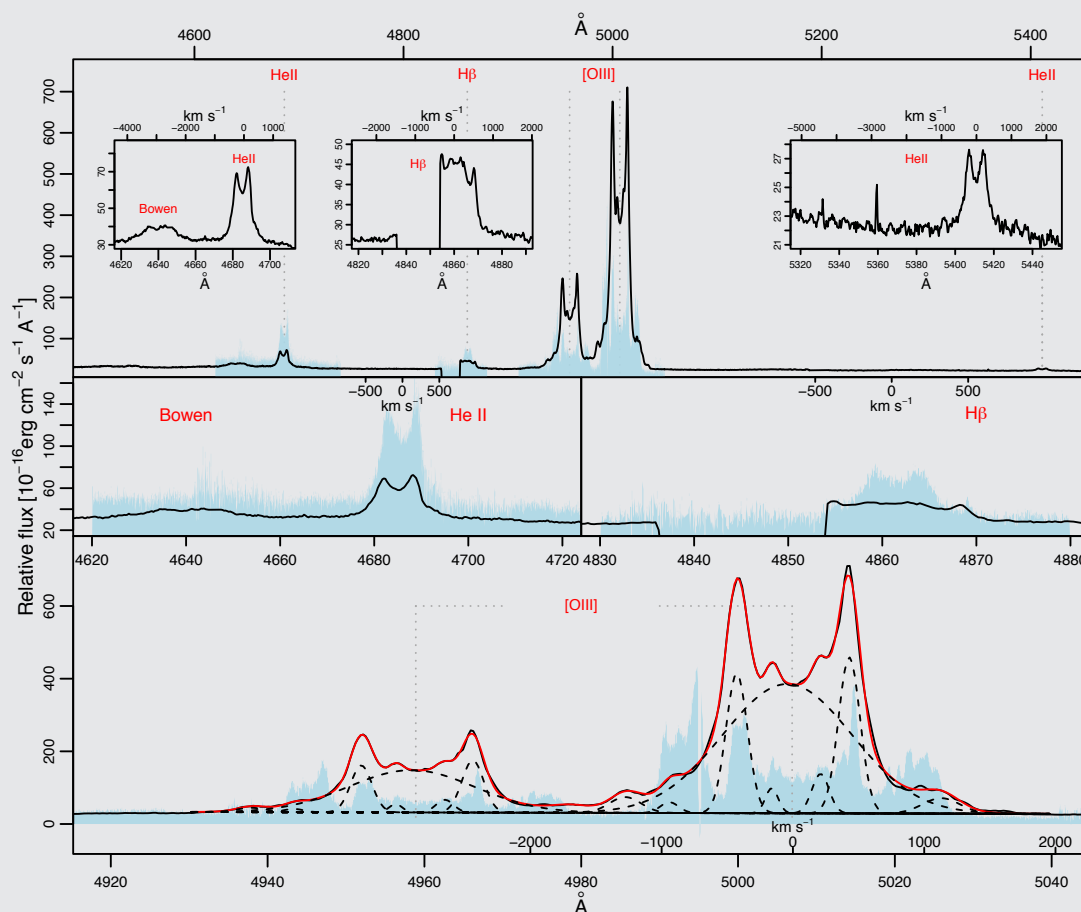 Å
4600 4800 5000 5200 5400
HeII Hβ [OIII] HeII
km s⁻¹ km s⁻¹ km s⁻¹
−4000 −2000 0 1000
−2000 −1000 0 1000 2000
−5000 −3000 −1000 0 1000 2000
Bowen HeII
30 50 70
4620 4640 4660 4680 4700
Å
Hβ
25 30 35 40 45 50
4820 4840 4860 4880
Å
HeII
21 23 25 27
5320 5340 5360 5380 5400 5420 5440
Å
100 200 300 400 500 600 700
Relative flux [10⁻¹⁶erg cm⁻² s⁻¹ A⁻¹]
−500 0 500
km s⁻¹
−500 0 500
km s⁻¹
Bowen He II Hβ
20 60 100 140
4620 4640 4660 4680 4700 4720
4830 4840 4850 4860 4870 4880
[OIII]
0 200 400 600
km s⁻¹
−2000 −1000 0 1000 2000
4920 4940 4960 4980 5000 5020 5040
Å